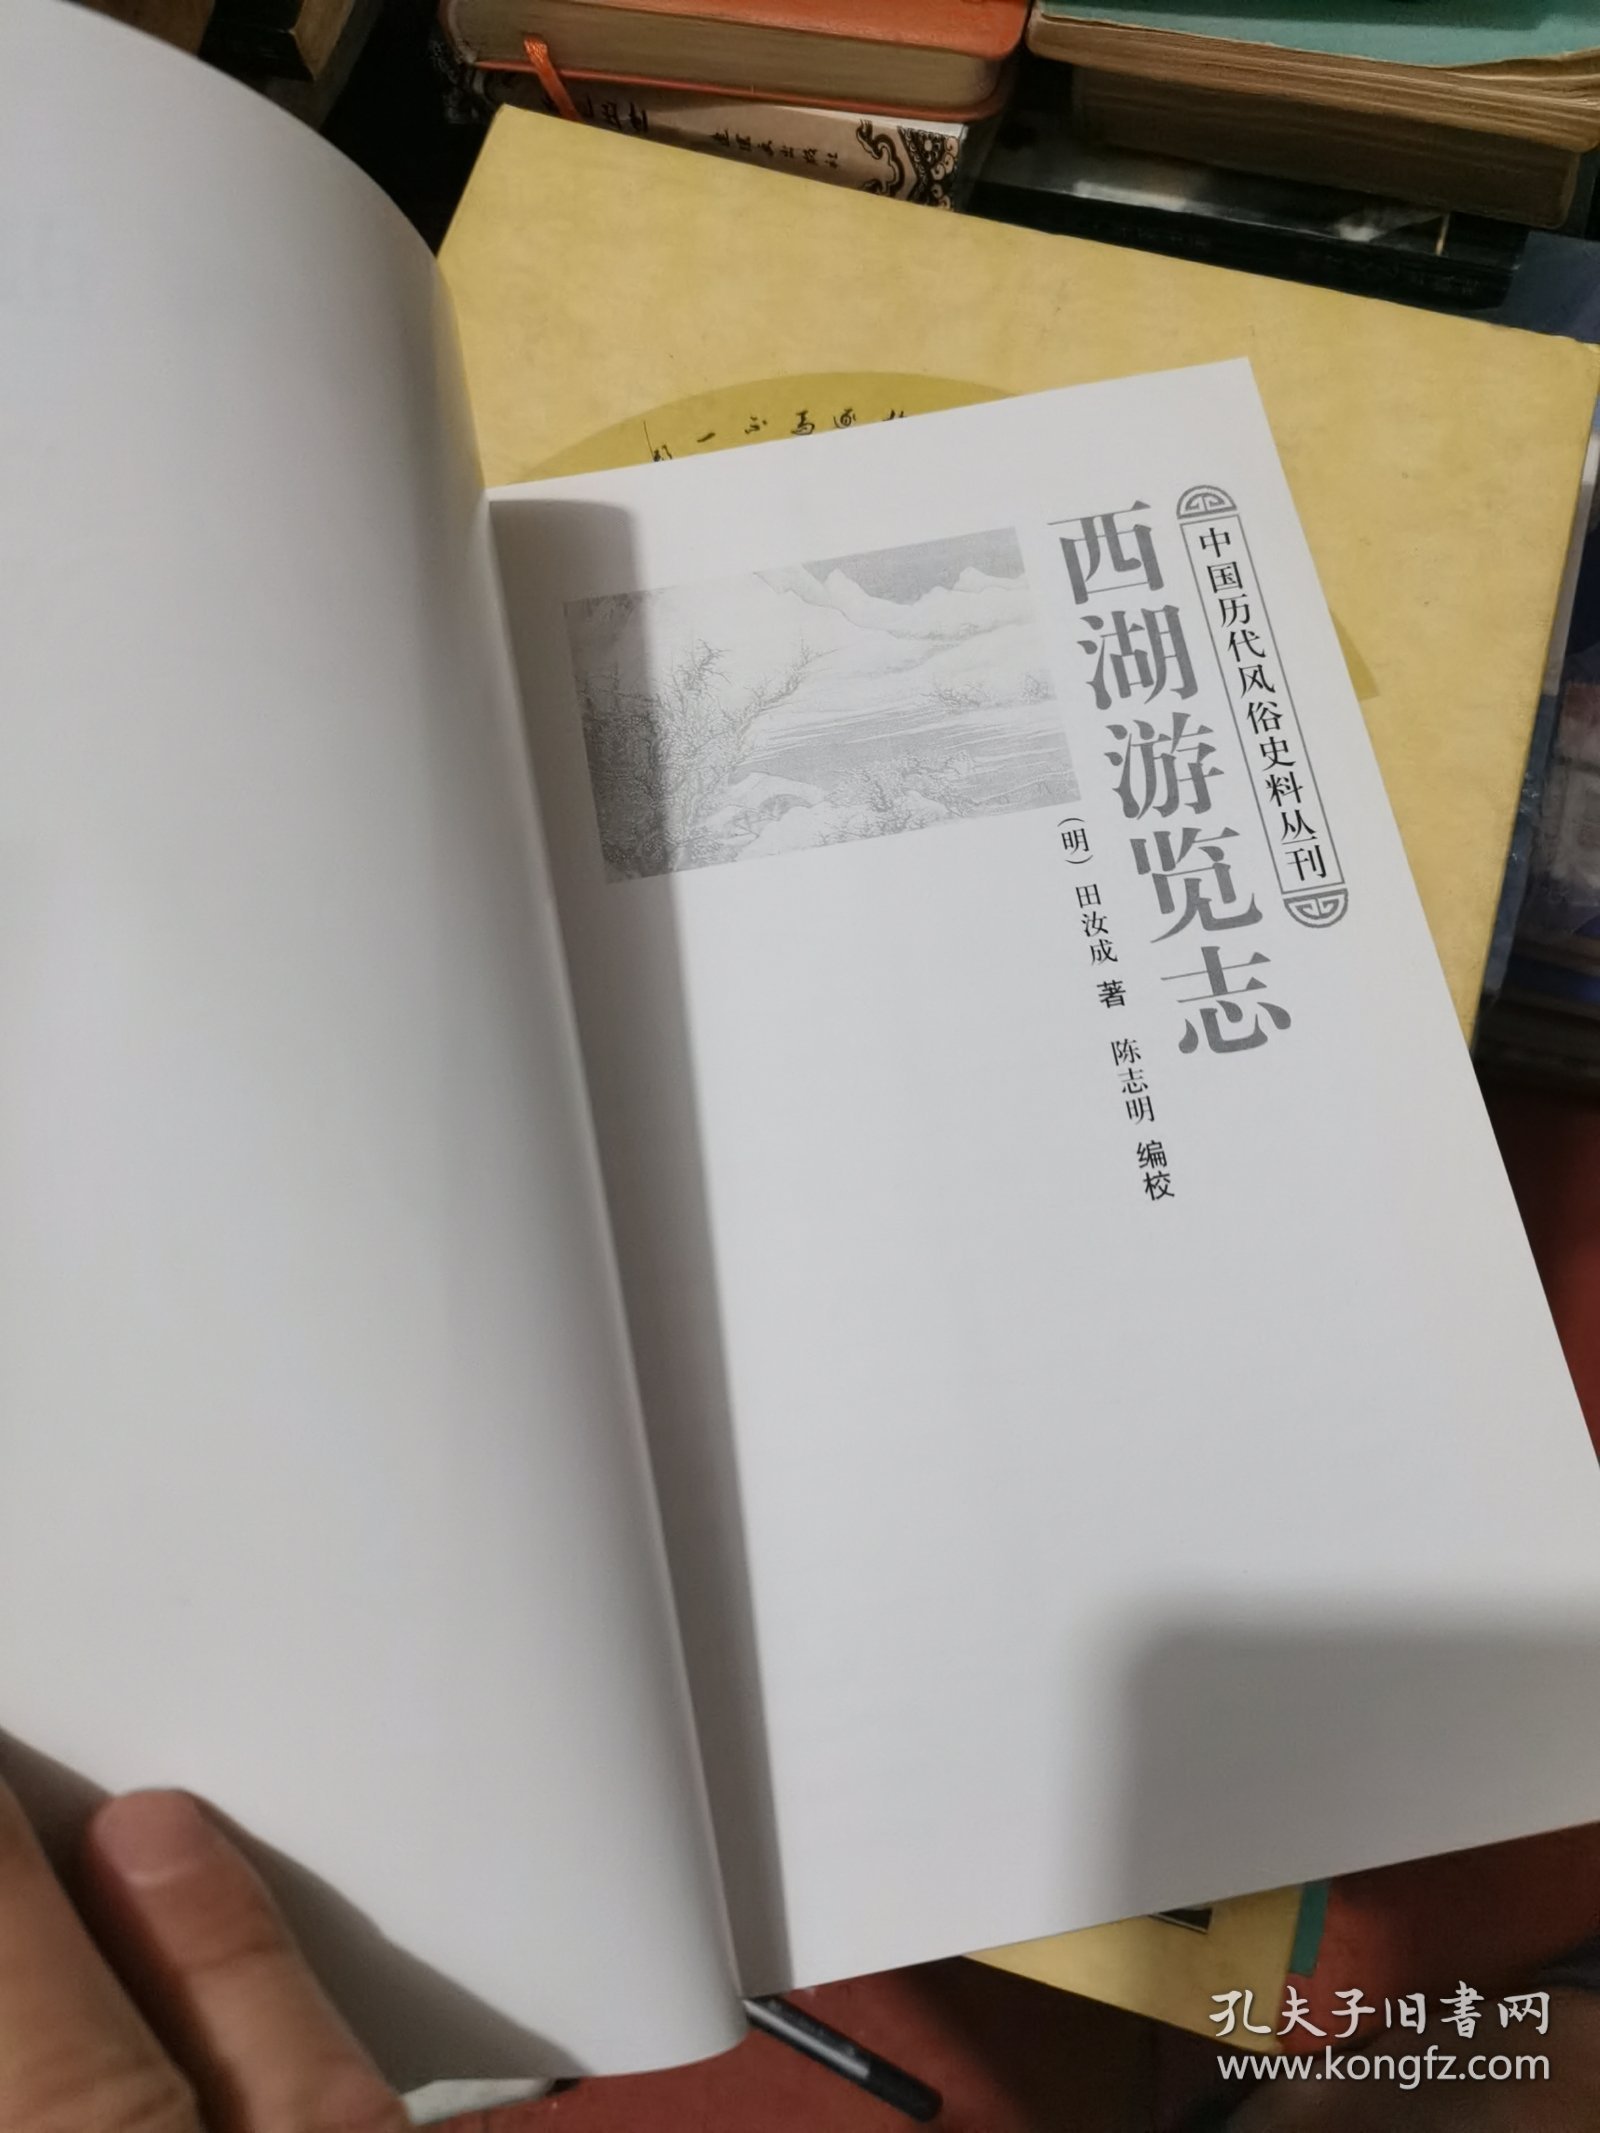 中国历代风俗史料丛刊
西湖游览志
（明）田汝成 著 陈志明 编校
孔夫子旧書网
www.kongfz.com